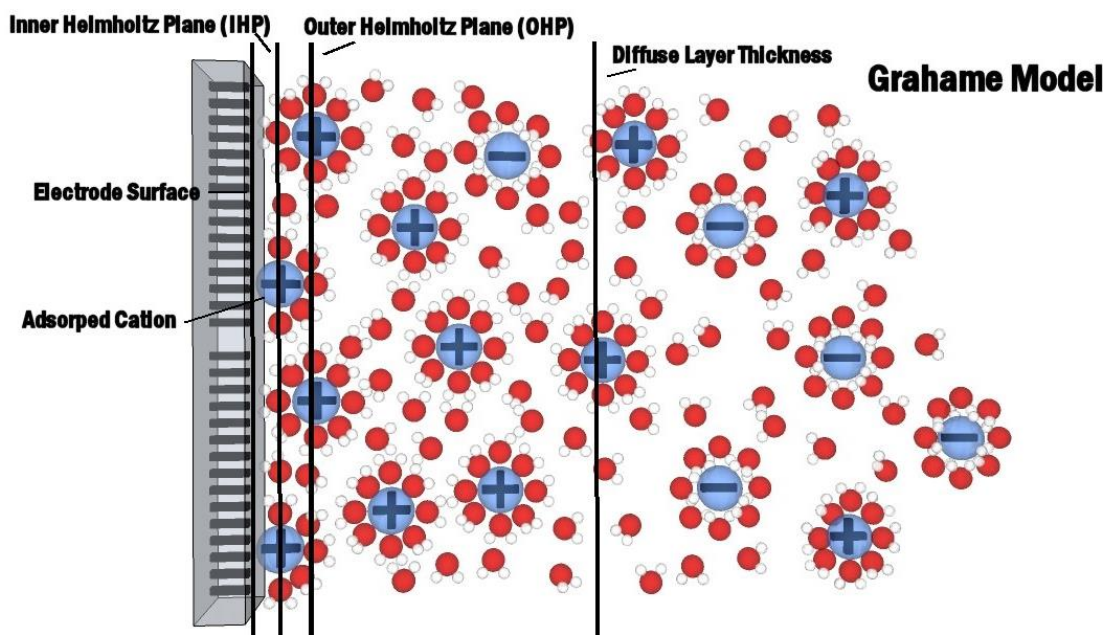 Inner Helmholtz Plane (IHP)
Outer Helmholtz Plane (OHP)
Diffuse Layer Thickness
Grahame Model
Electrode Surface
Adsorped Cation